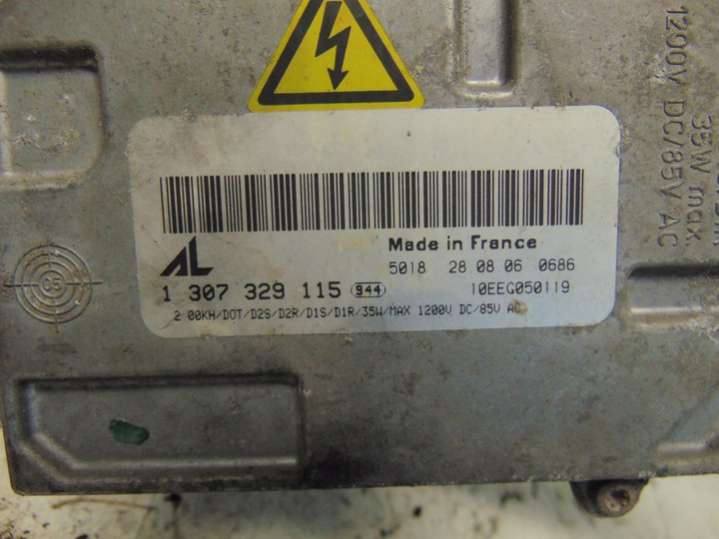 AL
Made in France
5018 28.08.06 0686
1 307 329 115 944
10EEG050119
2.00KH/DOT/D2S/D2R/D1S/D1R/35W/MAX 1200V DC/85V AC
1200V DC/85V AC
35W max.